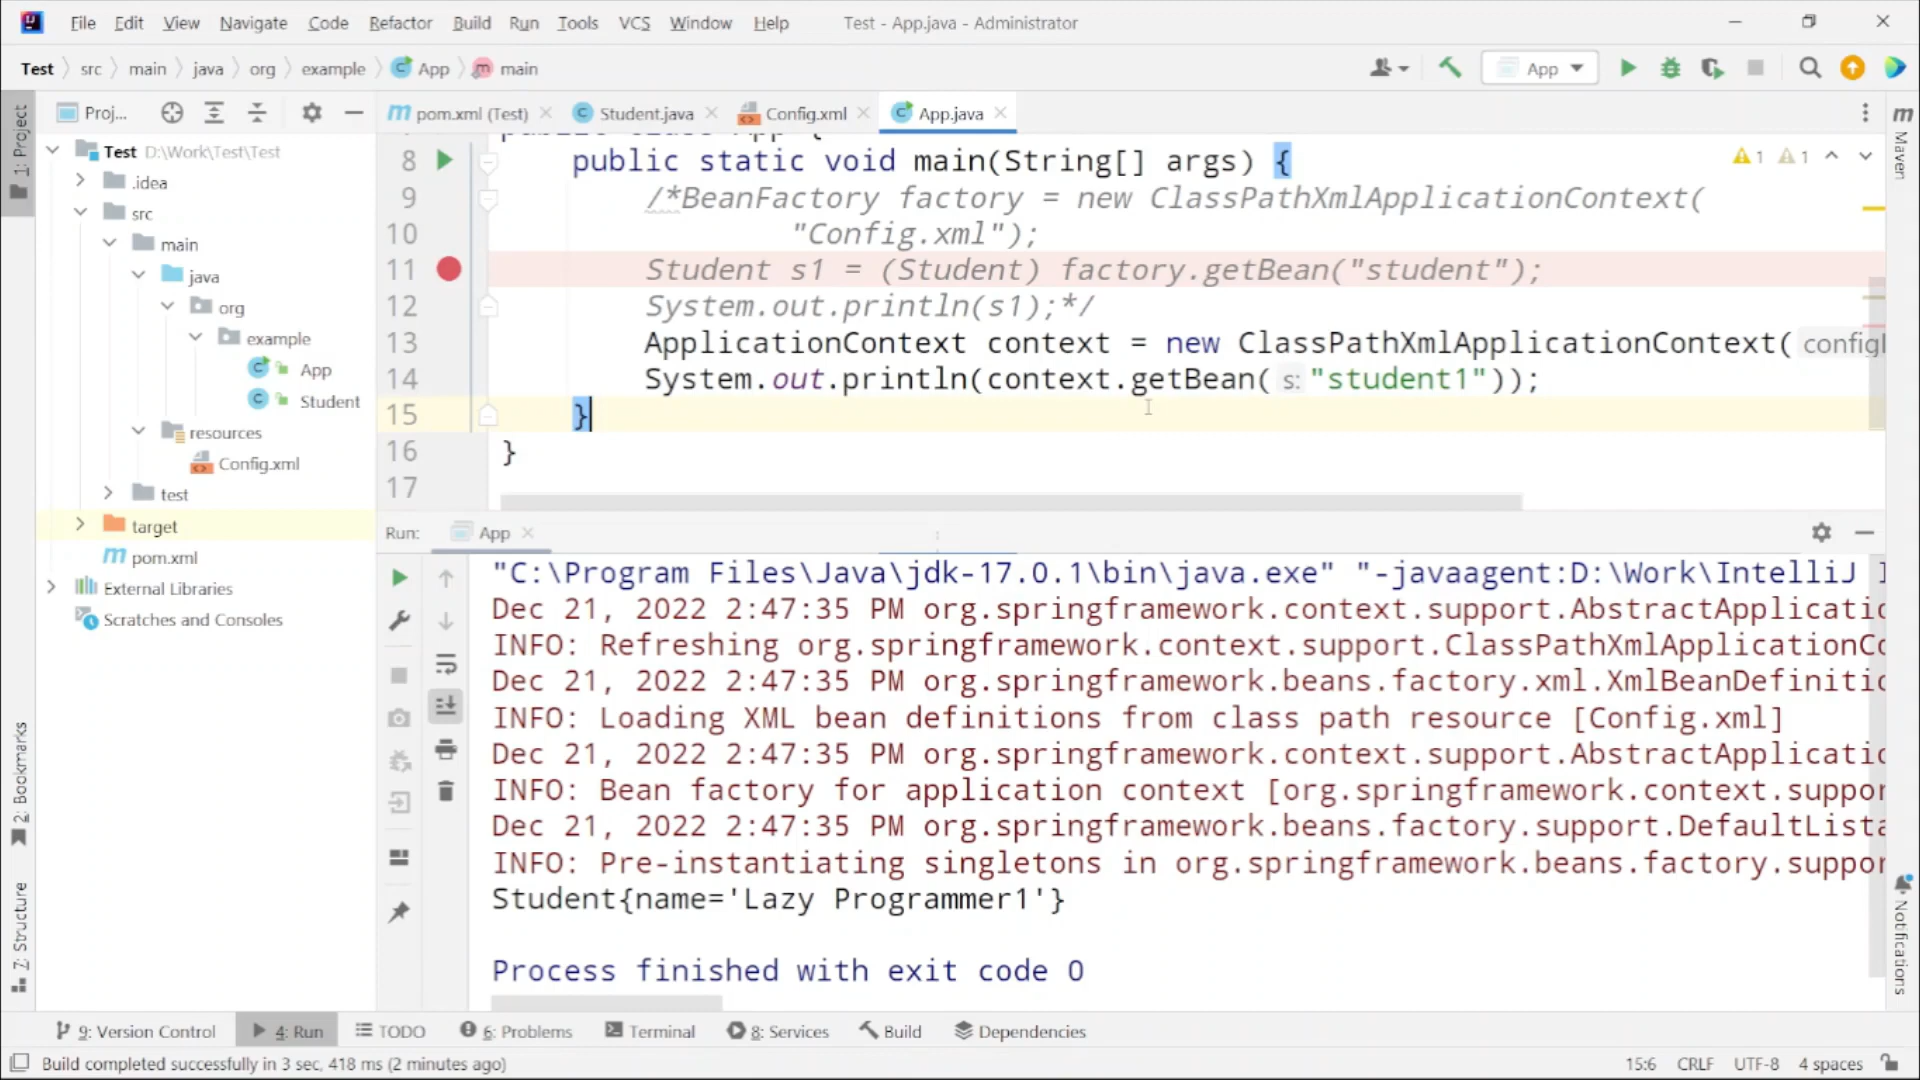 File Edit View Navigate Code Refactor Build Run Tools VCS Window Help Test - App.java - Administrator
Test src main java org example App main App
1: Project
Proj...
pom.xml (Test) Student.java Config.xml App.java
Maven
Test D:\Work\Test\Test
.idea
src
main
java
org
example
App
Student
resources
Config.xml
test
target
pom.xml
External Libraries
Scratches and Consoles
8 public static void main(String[] args) {
9 /*BeanFactory factory = new ClassPathXmlApplicationContext(
10 "Config.xml");
11 Student s1 = (Student) factory.getBean("student");
12 System.out.println(s1);*/
13 ApplicationContext context = new ClassPathXmlApplicationContext( config
14 System.out.println(context.getBean( s: "student1"));
15 }
16 }
17
1 1
Run: App
"C:\Program Files\Java\jdk-17.0.1\bin\java.exe" "-javaagent:D:\Work\IntelliJ
Dec 21, 2022 2:47:35 PM org.springframework.context.support.AbstractApplicatio
INFO: Refreshing org.springframework.context.support.ClassPathXmlApplicationCo
Dec 21, 2022 2:47:35 PM org.springframework.beans.factory.xml.XmlBeanDefinitio
INFO: Loading XML bean definitions from class path resource [Config.xml]
Dec 21, 2022 2:47:35 PM org.springframework.context.support.AbstractApplicatio
INFO: Bean factory for application context [org.springframework.context.suppor
Dec 21, 2022 2:47:35 PM org.springframework.beans.factory.support.DefaultLista
INFO: Pre-instantiating singletons in org.springframework.beans.factory.suppor
Student{name='Lazy Programmer1'}
Process finished with exit code 0
2: Bookmarks
Z: Structure
Notifications
9: Version Control 4: Run TODO 6: Problems Terminal 8: Services Build Dependencies
Build completed successfully in 3 sec, 418 ms (2 minutes ago) 15:6 CRLF UTF-8 4 spaces